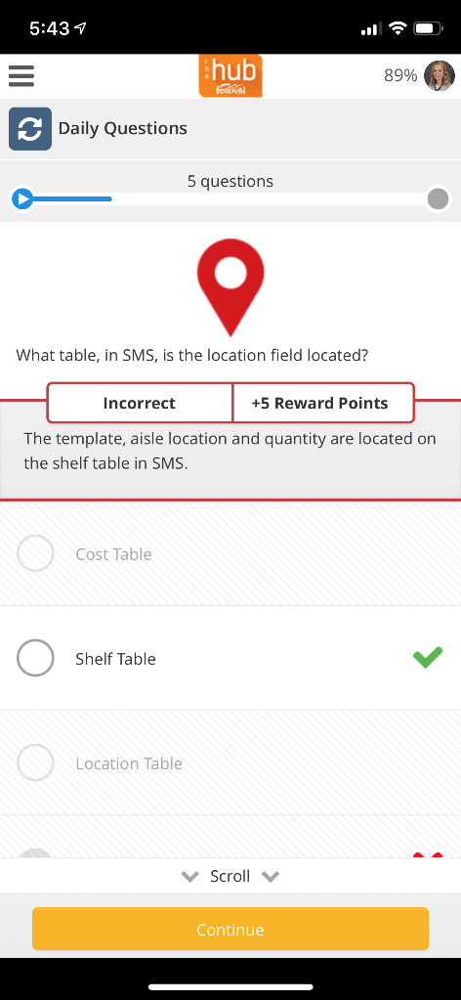 5:43
the
hub
festival
89%
Daily Questions
5 questions
What table, in SMS, is the location field located?
Incorrect
+5 Reward Points
The template, aisle location and quantity are located on
the shelf table in SMS.
Cost Table
Shelf Table
Location Table
Scroll
Continue